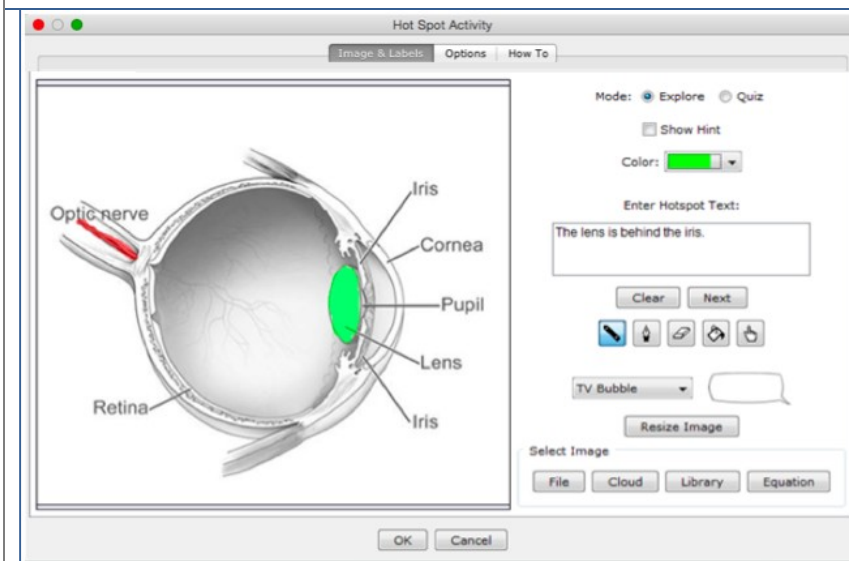 Hot Spot Activity
Image & Labels Options How To
Mode: Explore Quiz
Show Hint
Color:
Enter Hotspot Text:
The lens is behind the iris.
Clear Next
TV Bubble
Resize Image
Select Image
File Cloud Library Equation
Optic nerve
Iris
Cornea
Pupil
Lens
Iris
Retina
OK Cancel